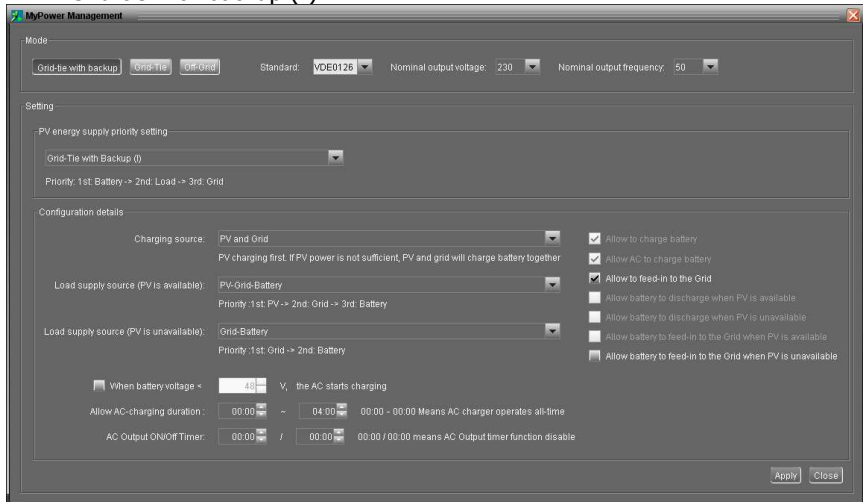 MyPower Management
Mode
Grid-tie with backup Grid-Tie Off-Grid Standard: VDE0126 Nominal output voltage: 230 Nominal output frequency: 50
Setting
PV energy supply priority setting
Grid-Tie with Backup (I)
Priority: 1st: Battery -> 2nd: Load -> 3rd: Grid
Configuration details
Charging source: PV and Grid
PV charging first. If PV power is not sufficient, PV and grid will charge battery together
Load supply source (PV is available): PV-Grid-Battery
Priority :1st: PV -> 2nd: Grid -> 3rd: Battery
Load supply source (PV is unavailable): Grid-Battery
Priority :1st: Grid -> 2nd: Battery
Allow to charge battery
Allow AC to charge battery
Allow to feed-in to the Grid
Allow battery to discharge when PV is available
Allow battery to discharge when PV is unavailable
Allow battery to feed-in to the Grid when PV is available
Allow battery to feed-in to the Grid when PV is unavailable
When battery voltage < 48 V, the AC starts charging
Allow AC-charging duration : 00:00 ~ 04:00 00:00 - 00:00 Means AC charger operates all-time
AC Output ON/Off Timer: 00:00 / 00:00 00:00 / 00:00 means AC Output timer function disable
Apply Close